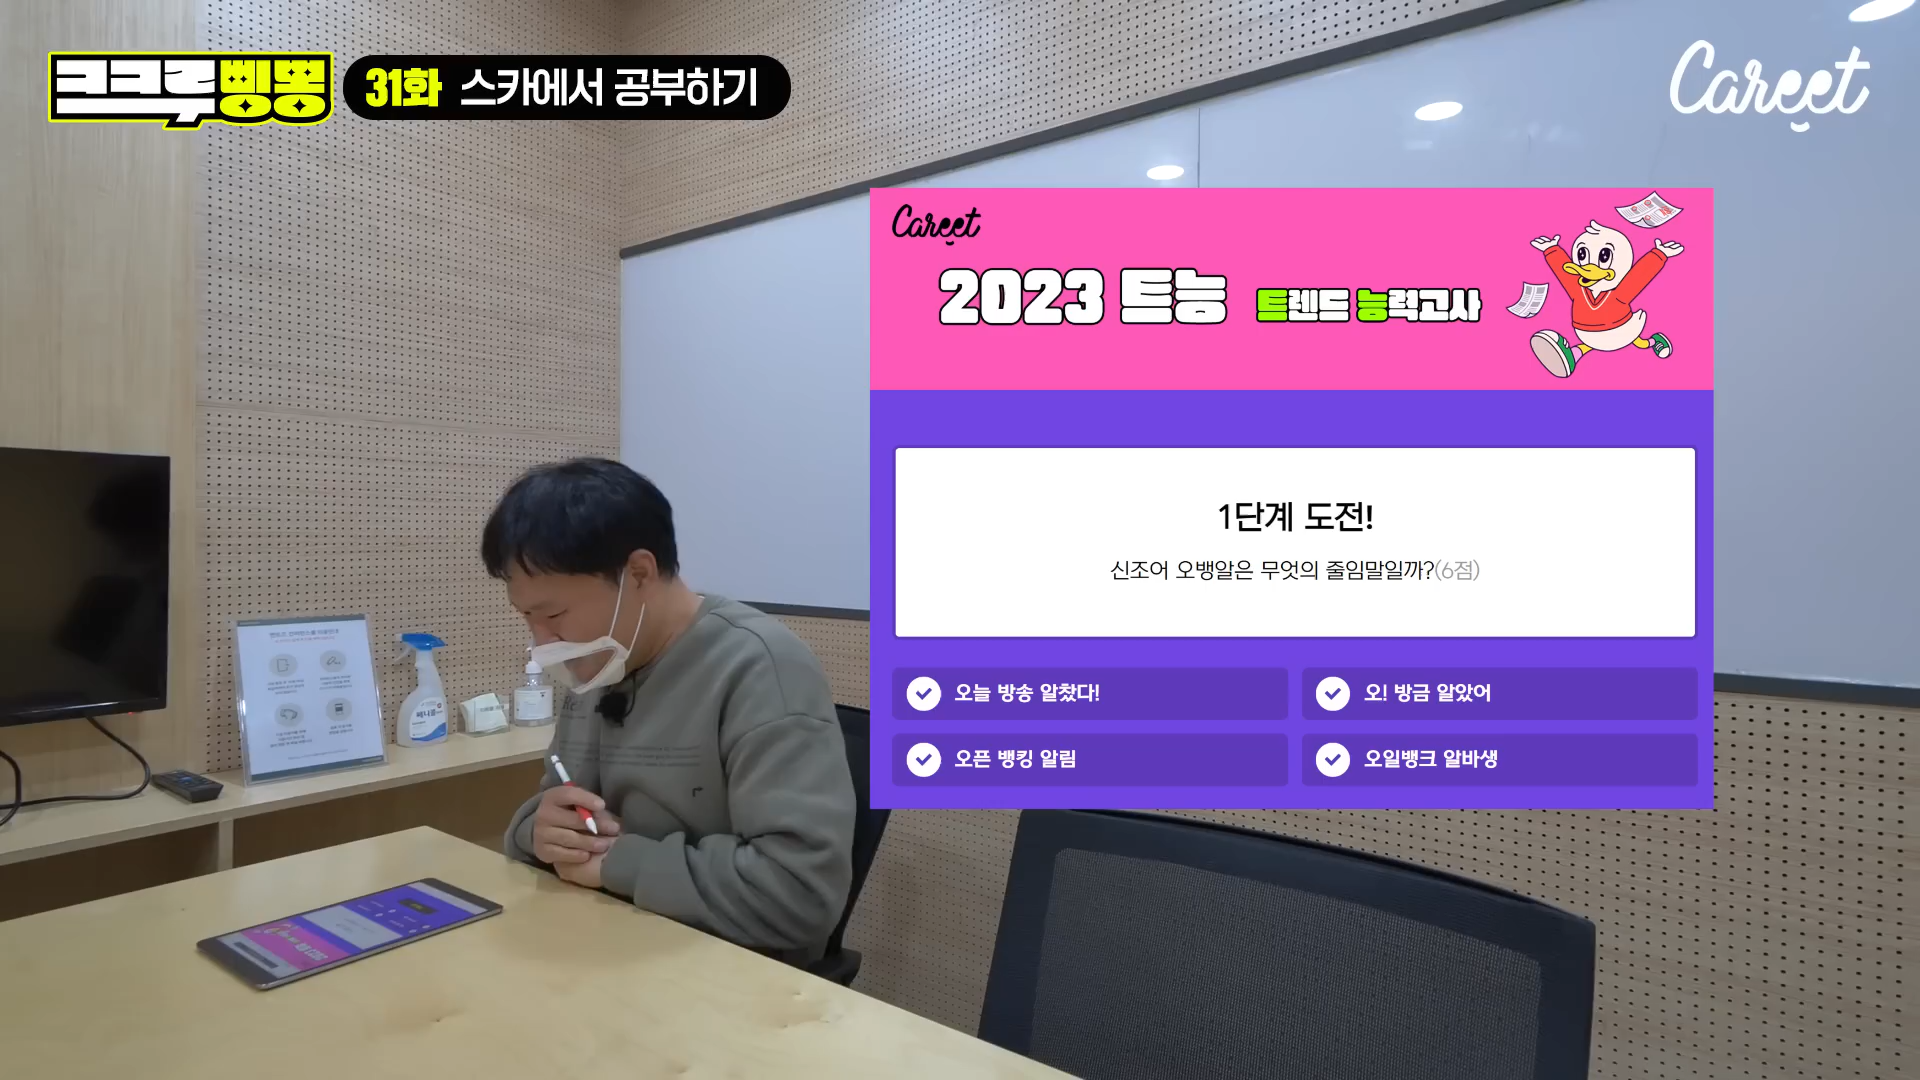 크크루삥뽕
31화 스카에서 공부하기
Careet
Careet
2023 트능 트렌드 능력고사
1단계 도전!
신조어 오뱅알은 무엇의 줄임말일까?(6점)
오늘 방송 알찼다!
오! 방금 알았어
오픈 뱅킹 알림
오일뱅크 알바생